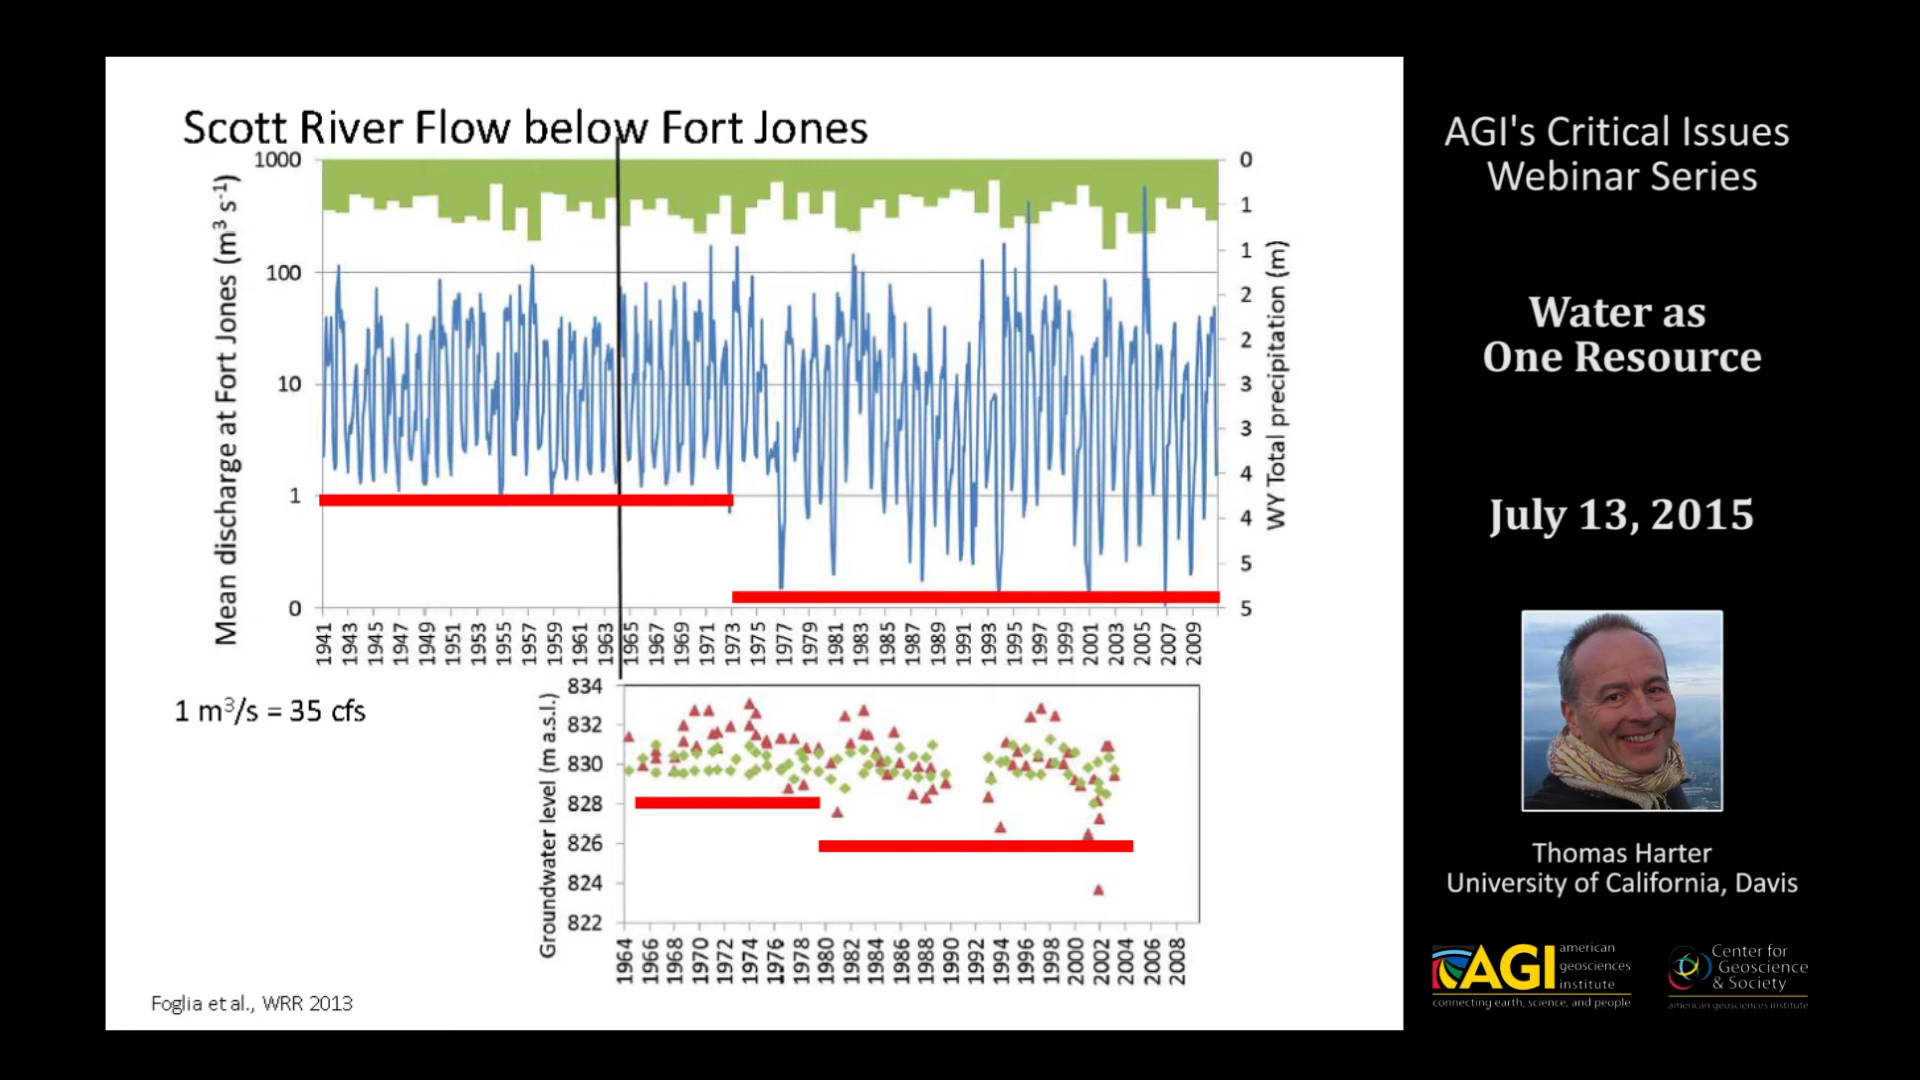 Scott River Flow below Fort Jones
Mean discharge at Fort Jones (m³ s⁻¹)
1000
100
10
1
0
0
1
1
2
2
3
3
4
4
5
5
WY Total precipitation (m)
1941 1943 1945 1947 1949 1951 1953 1955 1957 1959 1961 1963 1965 1967 1969 1971 1973 1975 1977 1979 1981 1983 1985 1987 1989 1991 1993 1995 1997 1999 2001 2003 2005 2007 2009
1 m³/s = 35 cfs
Groundwater level (m a.s.l.)
834
832
830
828
826
824
822
1964 1966 1968 1970 1972 1974 1976 1978 1980 1982 1984 1986 1988 1990 1992 1994 1996 1998 2000 2002 2004 2006 2008
Foglia et al., WRR 2013
AGI's Critical Issues
Webinar Series
Water as
One Resource
July 13, 2015
Thomas Harter
University of California, Davis
AGI
american
geosciences
institute
connecting earth, science, and people
Center for
Geoscience
& Society
american geosciences institute